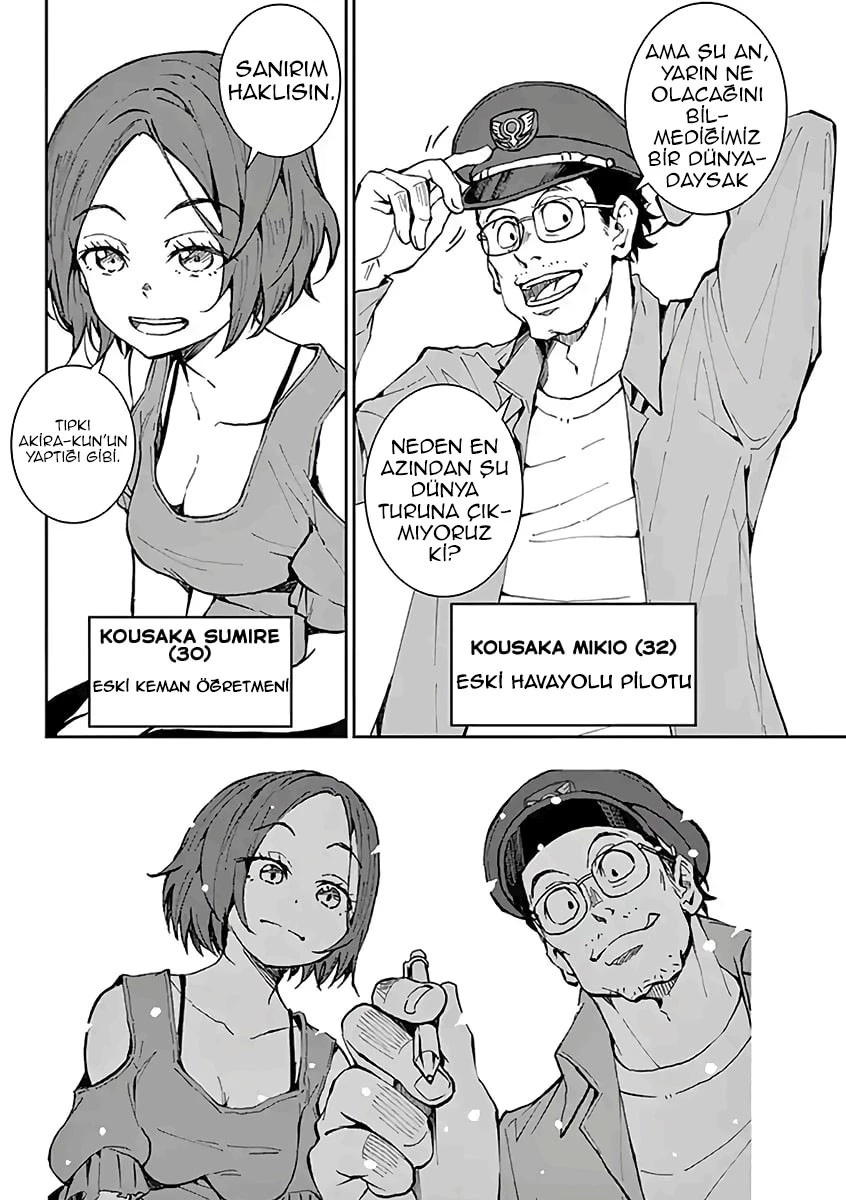 AMA ŞU AN,
YARIN NE
OLACAĞINI
BİL-
MEDİĞİMİZ
BİR DÜNYA-
DAYSAK
NEDEN EN
AZINDAN ŞU
DÜNYA
TURUNA ÇIK-
MIYORUZ
Kİ?
KOUSAKA MIKIO (32)
ESKİ HAVAYOLU PİLOTU
SANIRIM
HAKLISIN.
TIPKI
AKİRA-KUN'UN
YAPTIĞI GİBİ.
KOUSAKA SUMIRE
(30)
ESKİ KEMAN ÖĞRETMENİ